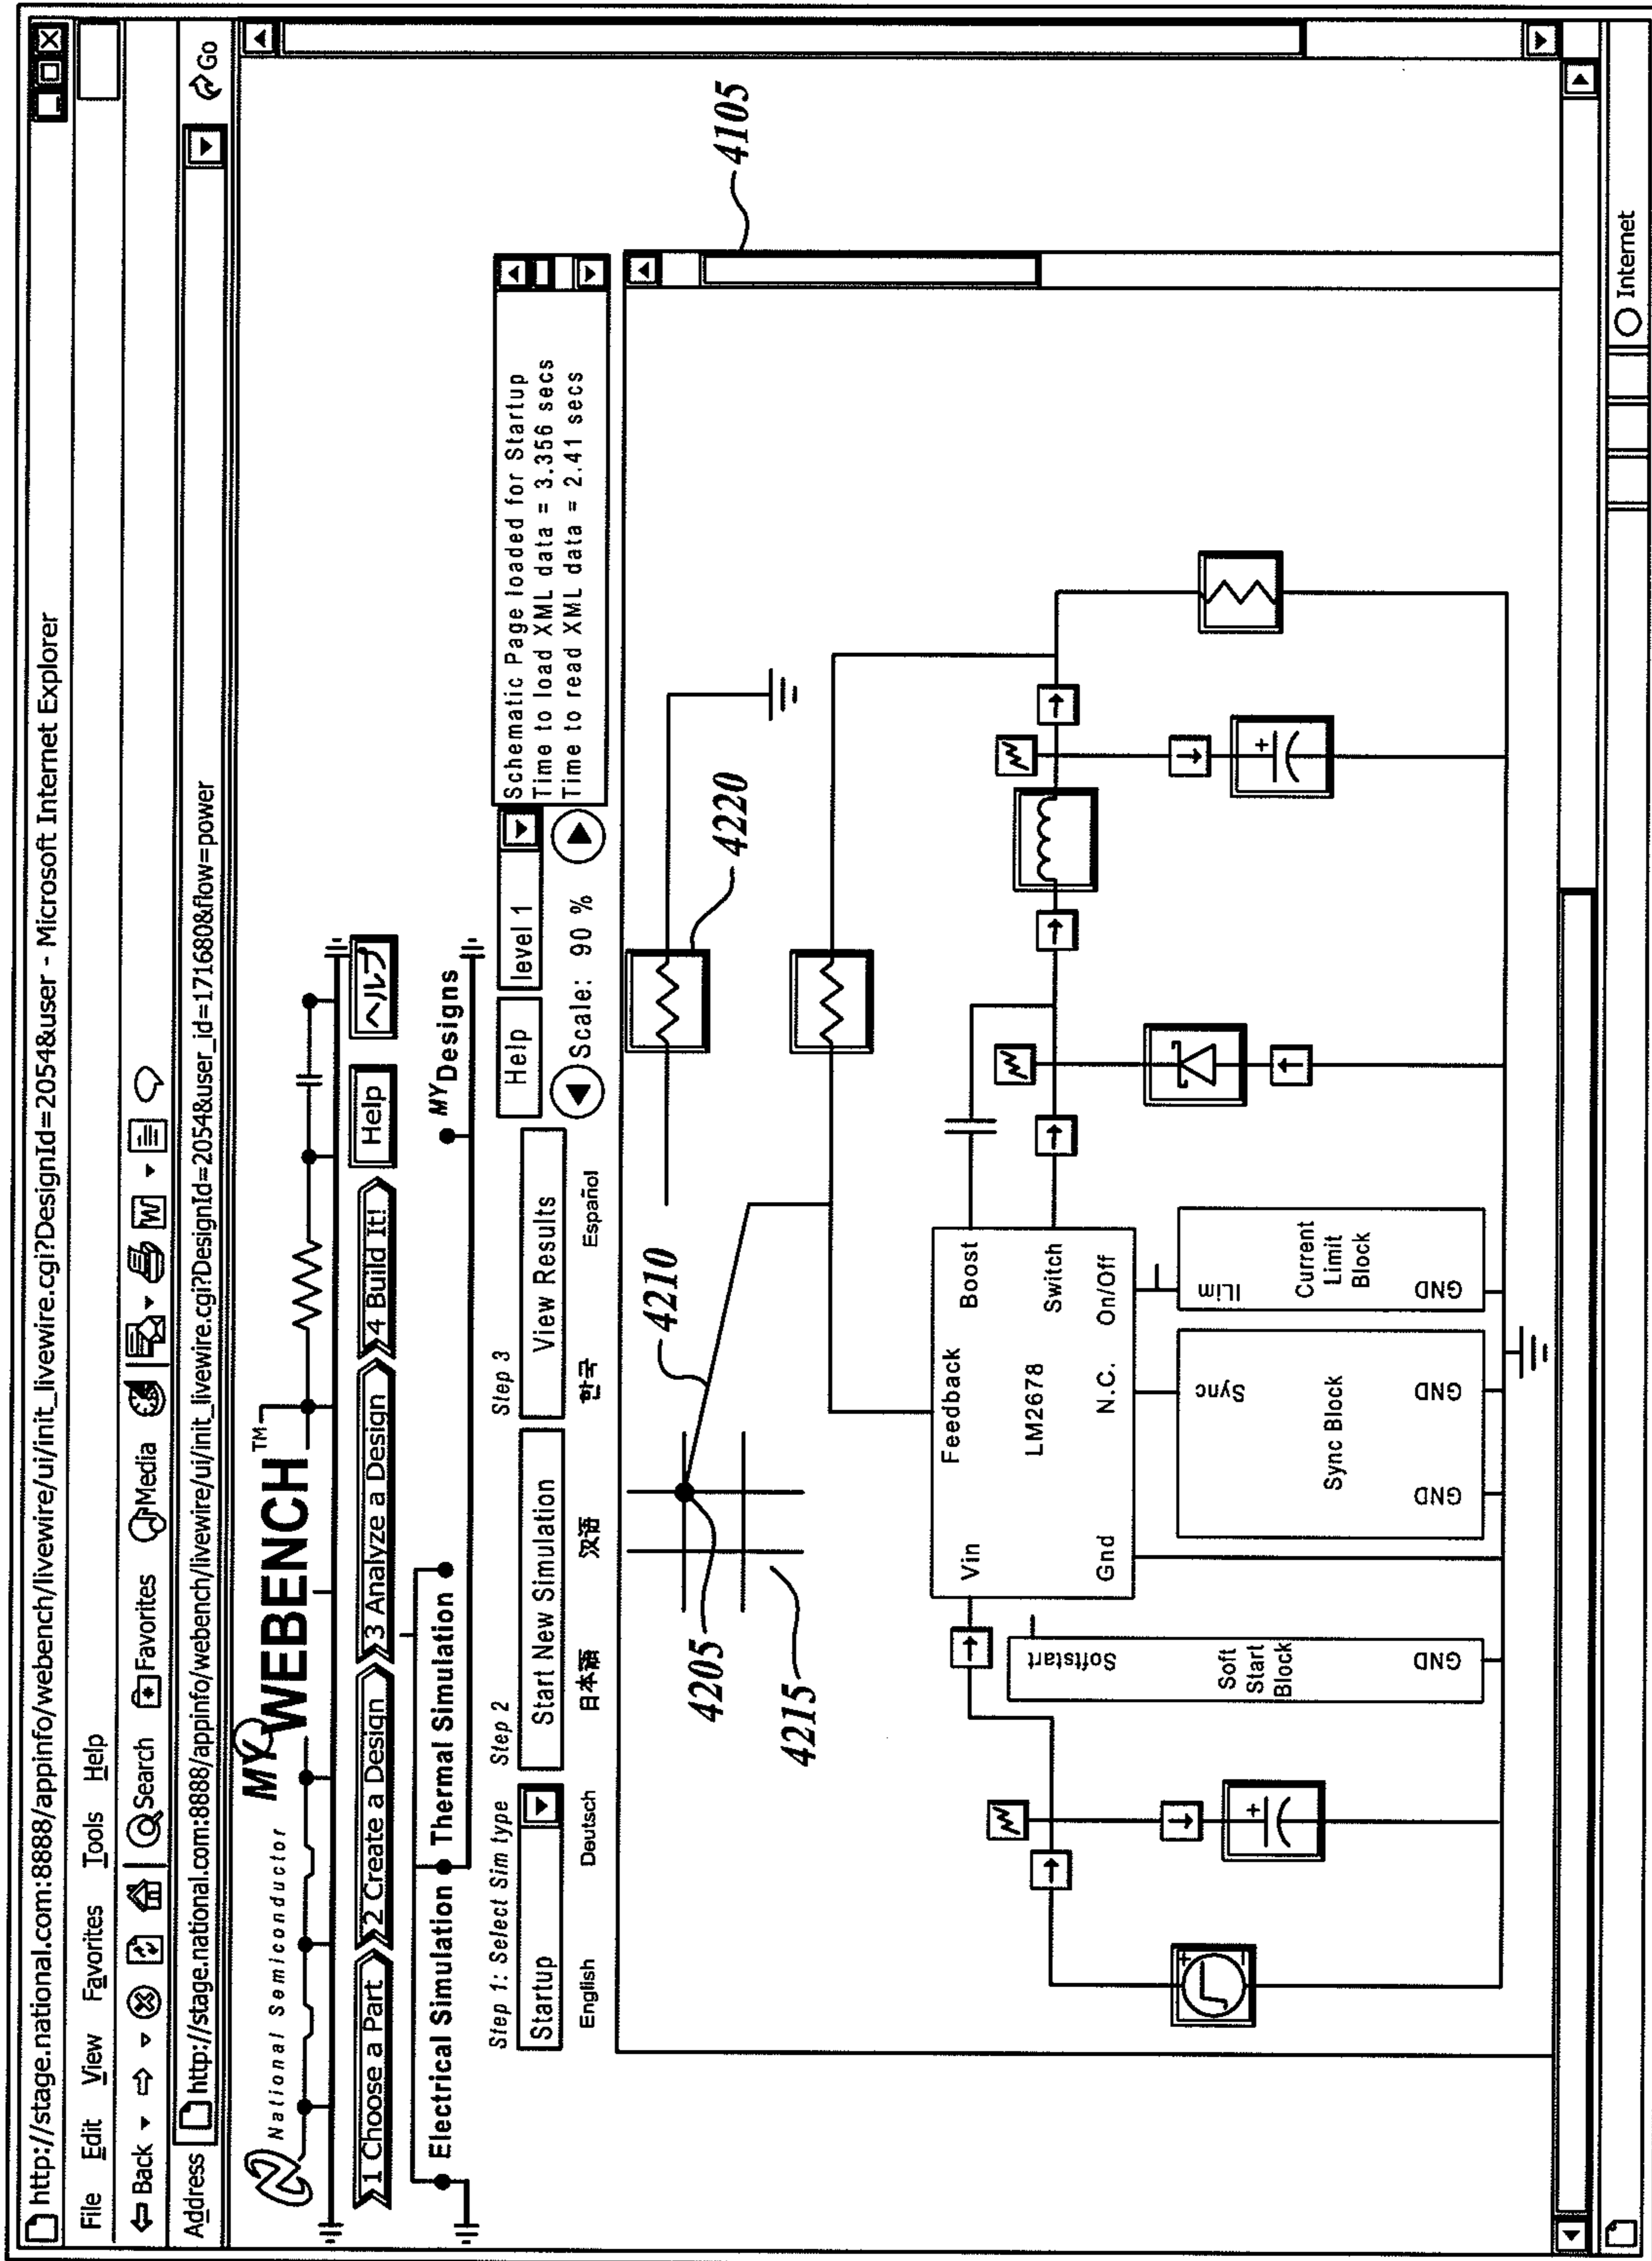 http://stage.national.com:8888/appinfo/webench/livewire/ui/init_livewire.cgi?DesignId=2054&user - Microsoft Internet Explorer
File Edit View Favorites Tools Help
Back Search Favorites Media W
Address http://stage.national.com:8888/appinfo/webench/livewire/ui/init_livewire.cgi?DesignId=2054&user_id=171680&flow=power Go
National Semiconductor
MY WEBENCH™
1 Choose a Part 2 Create a Design 3 Analyze a Design 4 Build It! Help ヘルプ
Electrical Simulation Thermal Simulation MY Designs
Step 1: Select Sim type Step 2 Step 3
Startup Start New Simulation View Results Help level 1
English Deutsch 日本語 汉语 한국 Español Scale: 90 %
Schematic Page loaded for Startup
Time to load XML data = 3.356 secs
Time to read XML data = 2.41 secs
4105
4205
4210
4215
4220
Vin Feedback Boost
LM2678
Switch
Gnd N.C. On/Off
Softstart
Soft
Start
Block
GND
Sync
Sync Block
GND GND
ILim
Current
Limit
Block
GND
Internet